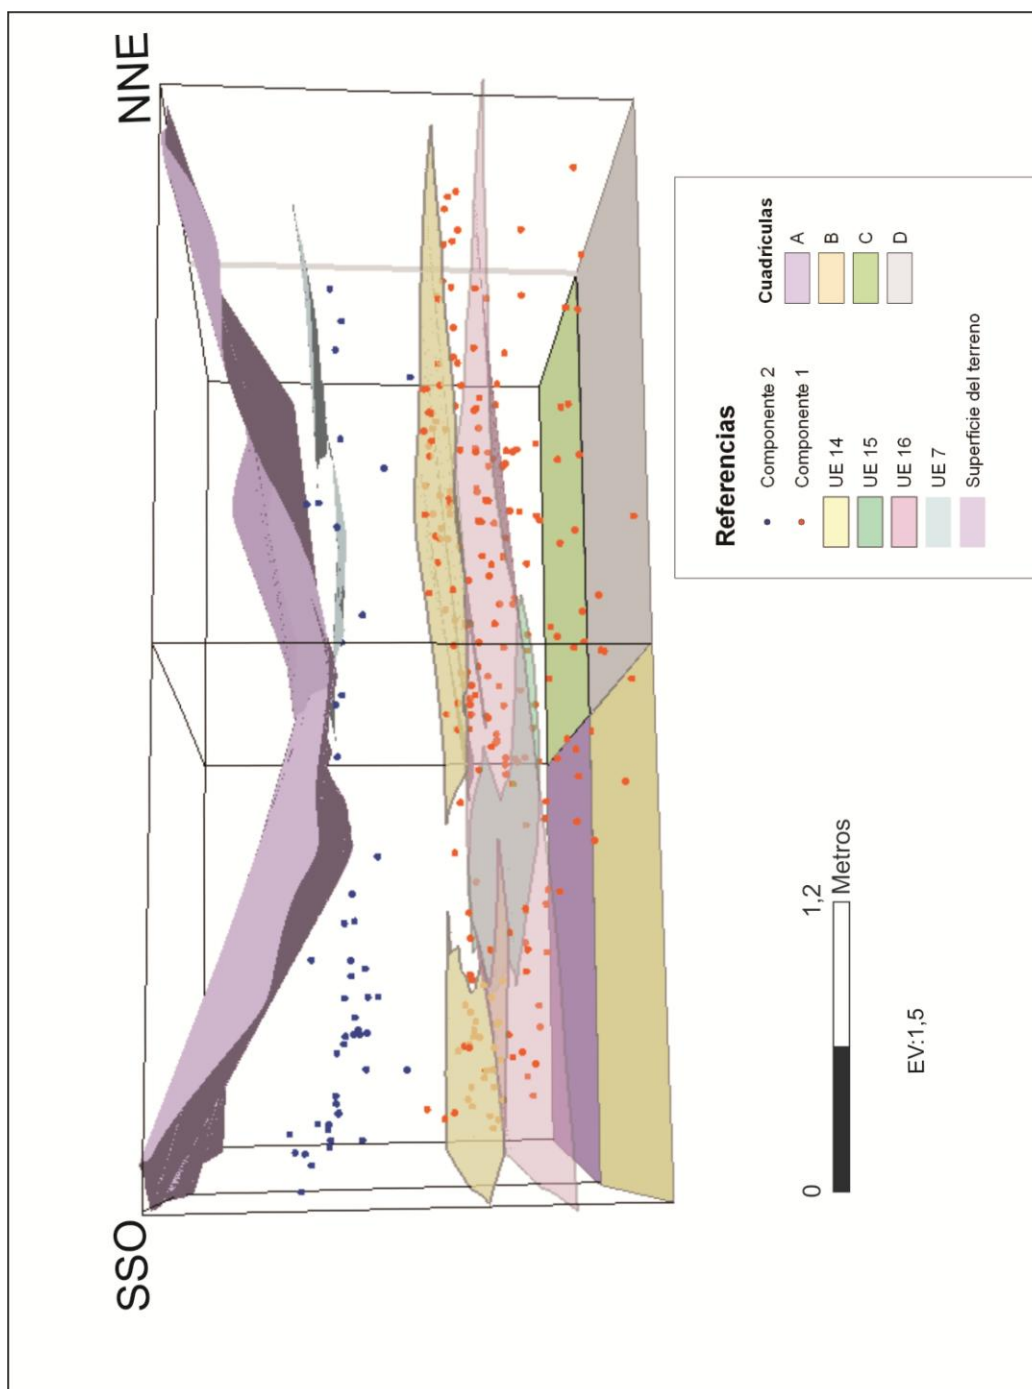 SSO
NNE
Referencias
Componente 2
Componente 1
UE 14
UE 15
UE 16
UE 7
Superficie del terreno
Cuadrículas
A
B
C
D
0
1,2
Metros
EV:1,5